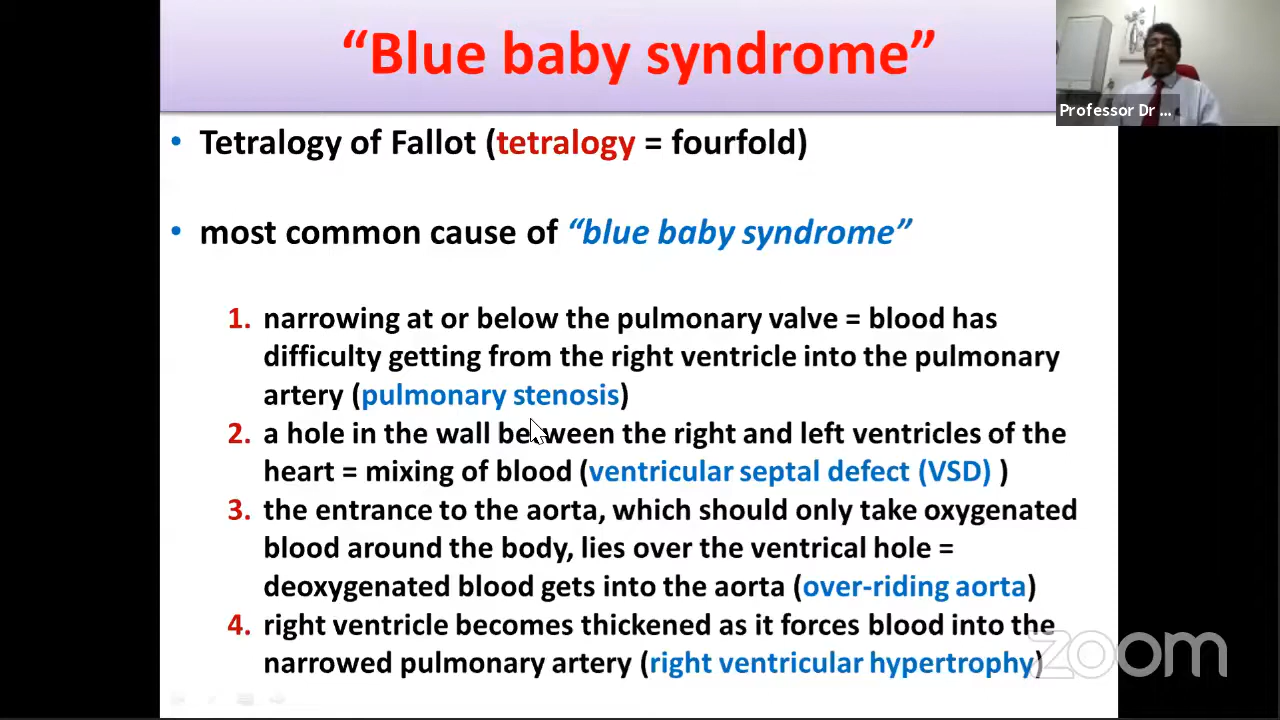 “Blue baby syndrome”
Professor Dr ...
• Tetralogy of Fallot (tetralogy = fourfold)
• most common cause of “blue baby syndrome”
1. narrowing at or below the pulmonary valve = blood has
difficulty getting from the right ventricle into the pulmonary
artery (pulmonary stenosis)
2. a hole in the wall between the right and left ventricles of the
heart = mixing of blood (ventricular septal defect (VSD) )
3. the entrance to the aorta, which should only take oxygenated
blood around the body, lies over the ventrical hole =
deoxygenated blood gets into the aorta (over-riding aorta)
4. right ventricle becomes thickened as it forces blood into the
narrowed pulmonary artery (right ventricular hypertrophy)
zoom